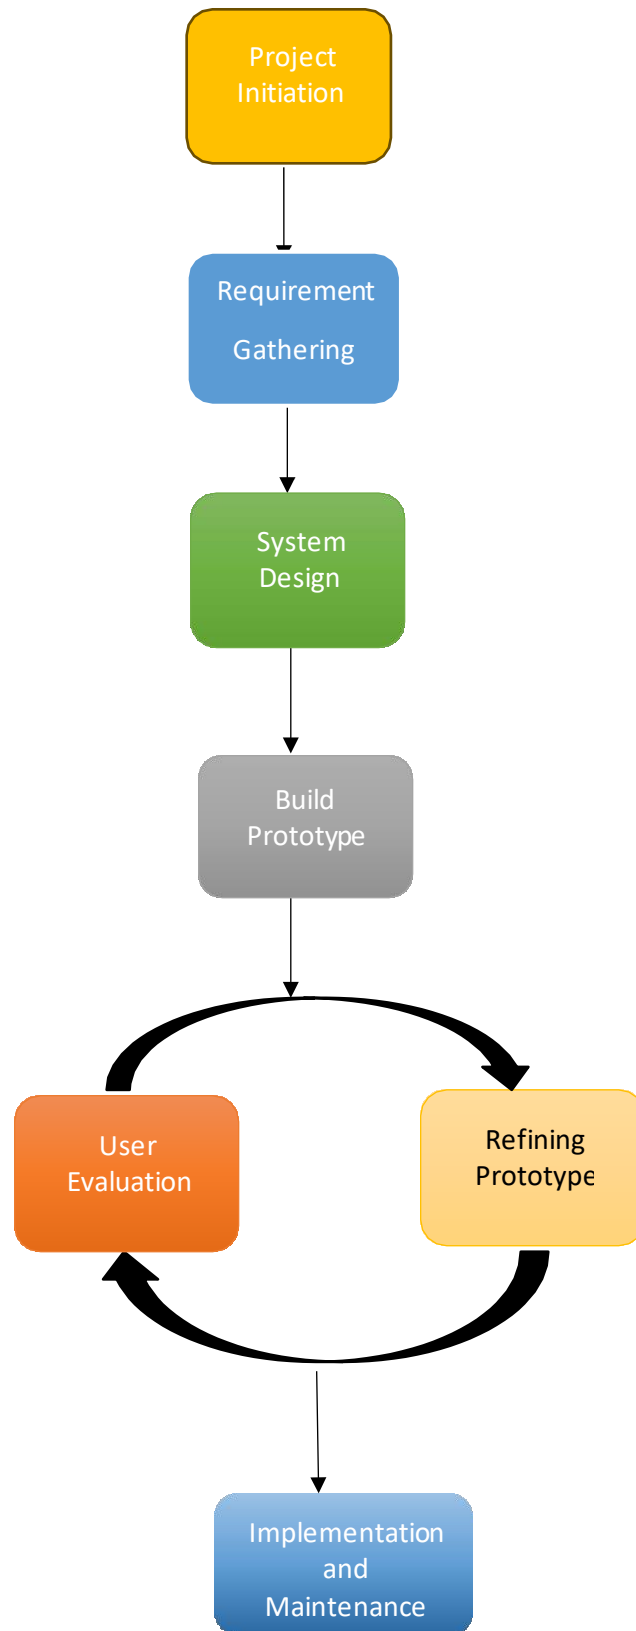 Project
Initiation
Requirement
Gathering
System
Design
Build
Prototype
User
Evaluation
Refining
Prototype
Implementation
and
Maintenance